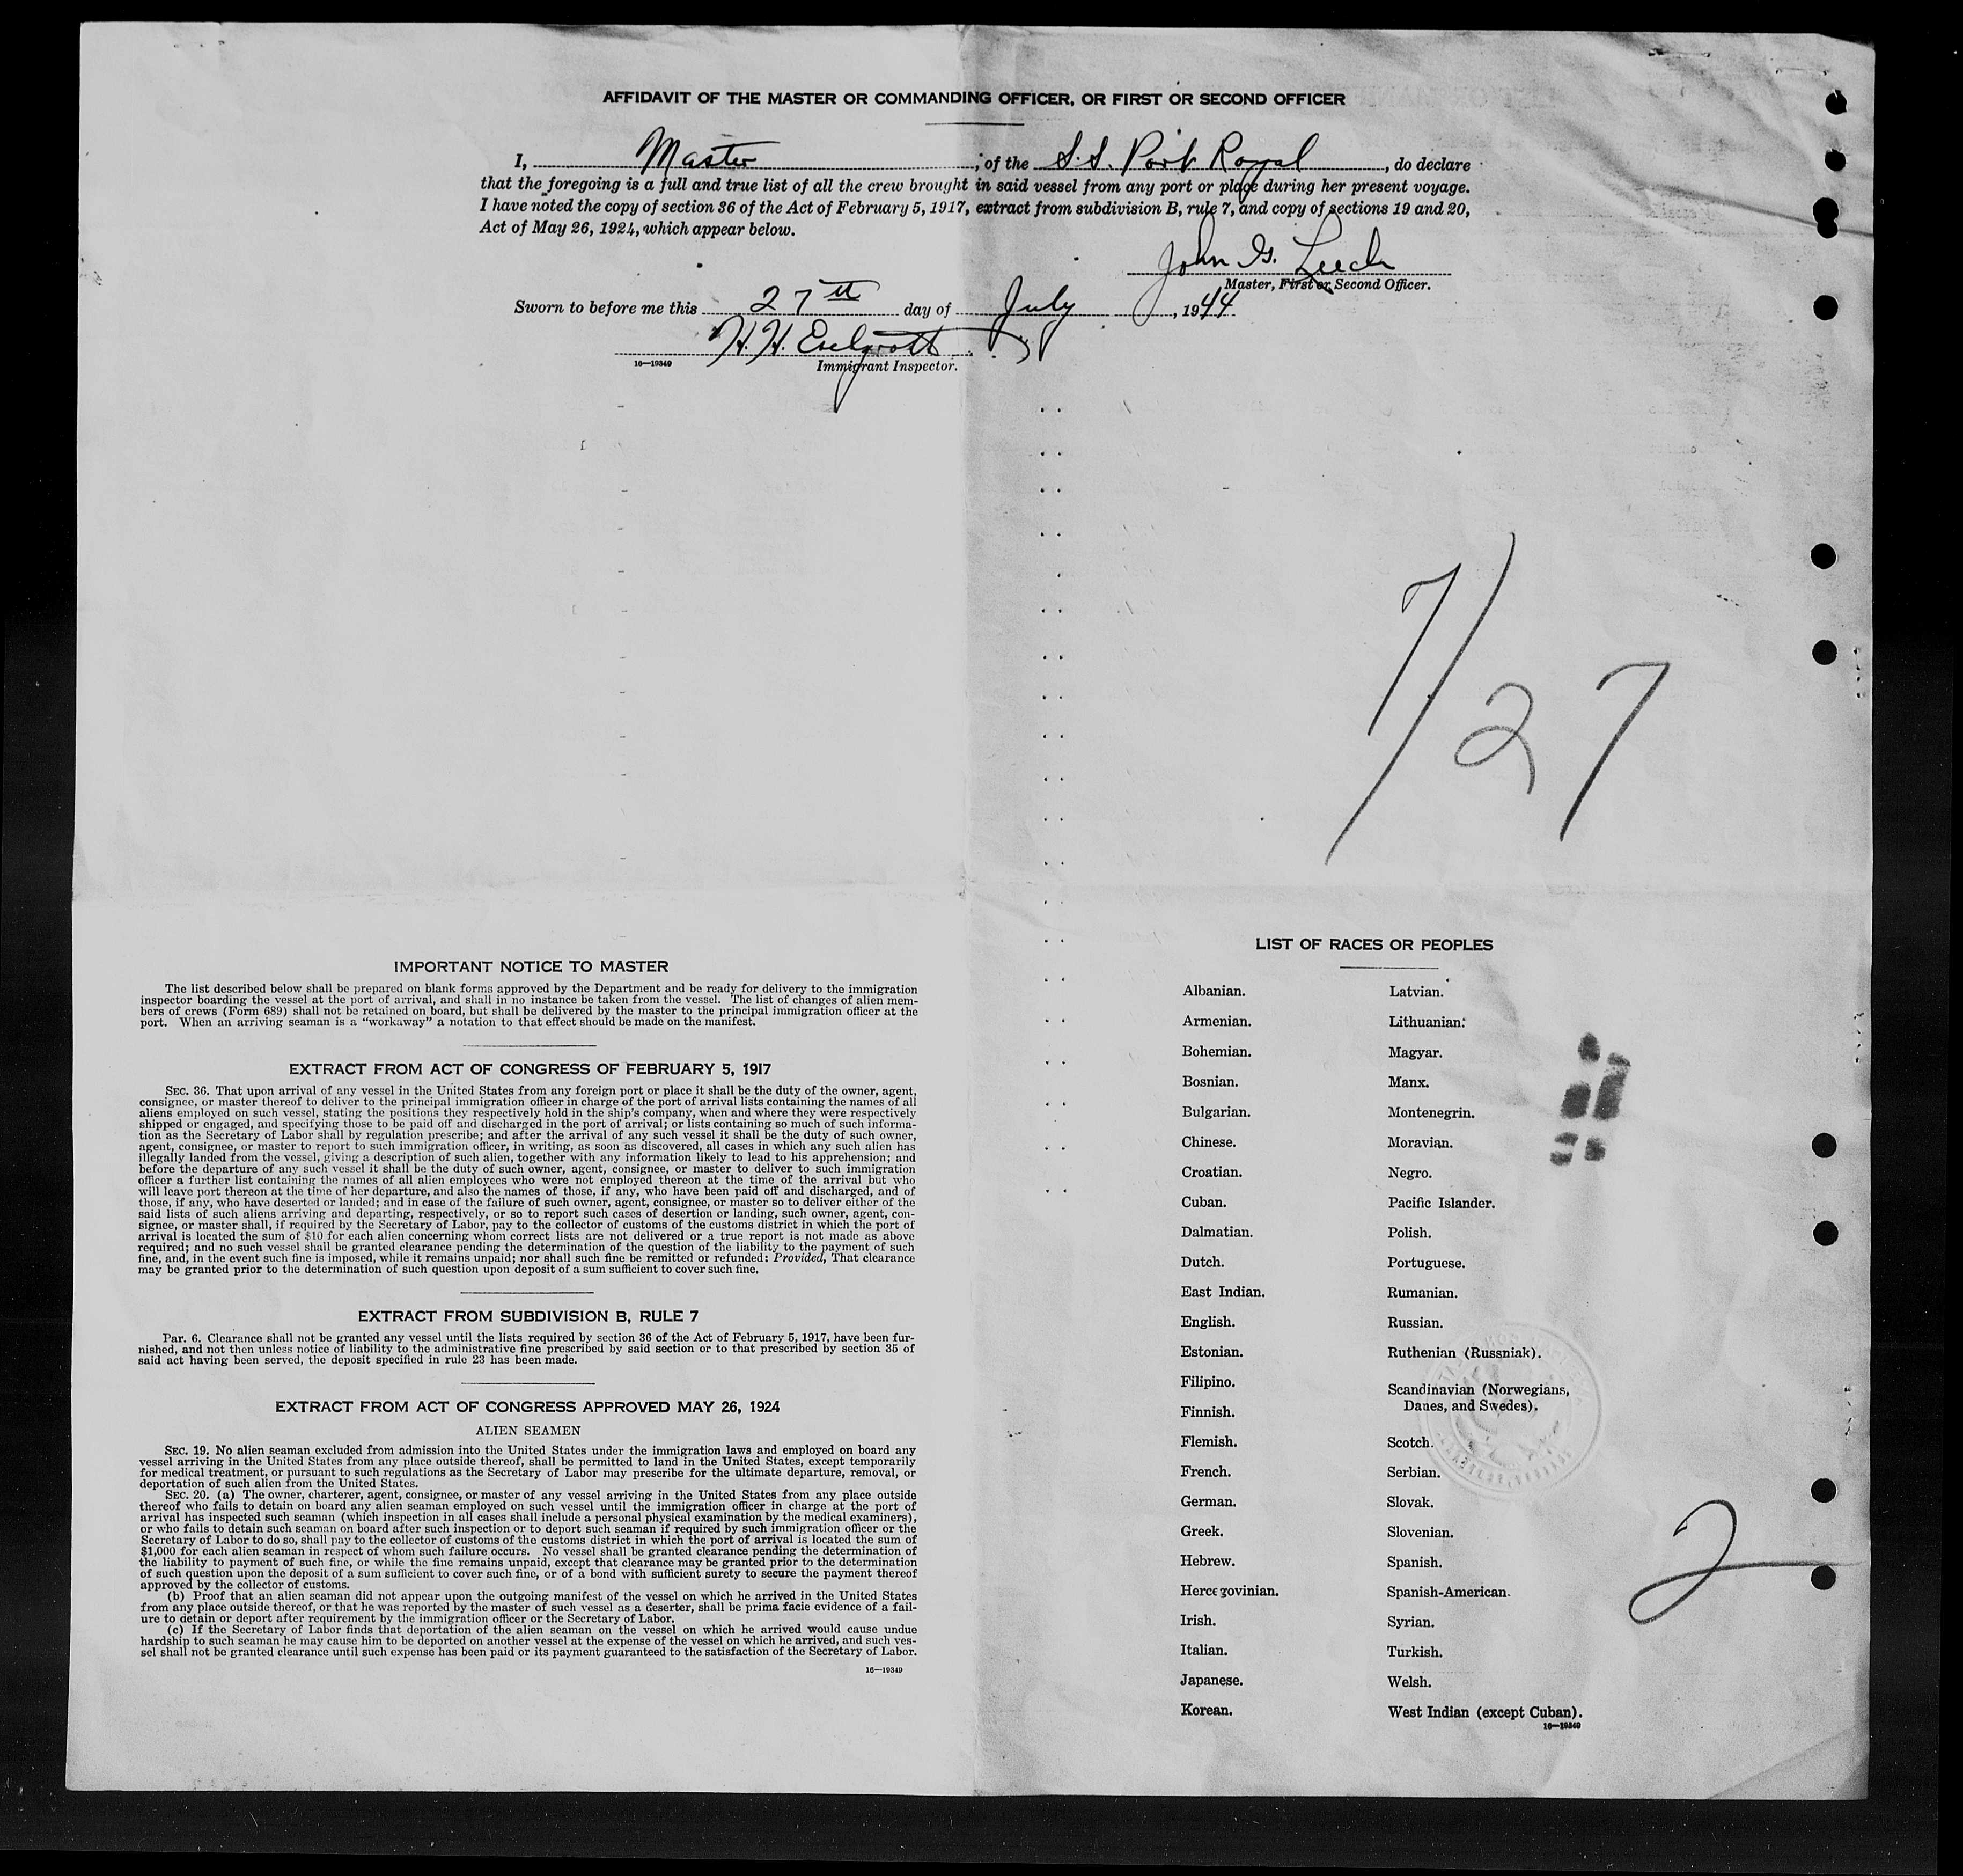 AFFIDAVIT OF THE MASTER OR COMMANDING OFFICER, OR FIRST OR SECOND OFFICER
I, Master, of the S.S. Port Royal, do declare
that the foregoing is a full and true list of all the crew brought in said vessel from any port or place during her present voyage.
I have noted the copy of section 36 of the Act of February 5, 1917, extract from subdivision B, rule 7, and copy of sections 19 and 20,
Act of May 26, 1924, which appear below.
John G. Leech
Master, First or Second Officer.
Sworn to before me this 27th day of July, 1944
H. H.
16—19349 Immigrant Inspector.
7/27
IMPORTANT NOTICE TO MASTER
The list described below shall be prepared on blank forms approved by the Department and be ready for delivery to the immigration
inspector boarding the vessel at the port of arrival, and shall in no instance be taken from the vessel. The list of changes of alien mem-
bers of crews (Form 689) shall not be retained on board, but shall be delivered by the master to the principal immigration officer at the
port. When an arriving seaman is a "workaway" a notation to that effect should be made on the manifest.
EXTRACT FROM ACT OF CONGRESS OF FEBRUARY 5, 1917
SEC. 36. That upon arrival of any vessel in the United States from any foreign port or place it shall be the duty of the owner, agent,
consignee, or master thereof to deliver to the principal immigration officer in charge of the port of arrival lists containing the names of all
aliens employed on such vessel, stating the positions they respectively hold in the ship's company, when and where they were respectively
shipped or engaged, and specifying those to be paid off and discharged in the port of arrival; or lists containing so much of such informa-
tion as the Secretary of Labor shall by regulation prescribe; and after the arrival of any such vessel it shall be the duty of such owner,
agent, consignee, or master to report to such immigration officer, in writing, as soon as discovered, all cases in which any such alien has
illegally landed from the vessel, giving a description of such alien, together with any information likely to lead to his apprehension; and
before the departure of any such vessel it shall be the duty of such owner, agent, consignee, or master to deliver to such immigration
officer a further list containing the names of all alien employees who were not employed thereon at the time of the arrival but who
will leave port thereon at the time of her departure, and also the names of those, if any, who have been paid off and discharged, and of
those, if any, who have deserted or landed; and in case of the failure of such owner, agent, consignee, or master so to deliver either of the
said lists of such aliens arriving and departing, respectively, or so to report such cases of desertion or landing, such owner, agent, con-
signee, or master shall, if required by the Secretary of Labor, pay to the collector of customs of the customs district in which the port of
arrival is located the sum of $10 for each alien concerning whom correct lists are not delivered or a true report is not made as above
required; and no such vessel shall be granted clearance pending the determination of the question of the liability to the payment of such
fine, and, in the event such fine is imposed, while it remains unpaid; nor shall such fine be remitted or refunded: Provided, That clearance
may be granted prior to the determination of such question upon deposit of a sum sufficient to cover such fine.
EXTRACT FROM SUBDIVISION B, RULE 7
Par. 6. Clearance shall not be granted any vessel until the lists required by section 36 of the Act of February 5, 1917, have been fur-
nished, and not then unless notice of liability to the administrative fine prescribed by said section or to that prescribed by section 35 of
said act having been served, the deposit specified in rule 23 has been made.
EXTRACT FROM ACT OF CONGRESS APPROVED MAY 26, 1924
ALIEN SEAMEN
SEC. 19. No alien seaman excluded from admission into the United States under the immigration laws and employed on board any
vessel arriving in the United States from any place outside thereof, shall be permitted to land in the United States, except temporarily
for medical treatment, or pursuant to such regulations as the Secretary of Labor may prescribe for the ultimate departure, removal, or
deportation of such alien from the United States.
SEC. 20. (a) The owner, charterer, agent, consignee, or master of any vessel arriving in the United States from any place outside
thereof who fails to detain on board any alien seaman employed on such vessel until the immigration officer in charge at the port of
arrival has inspected such seaman (which inspection in all cases shall include a personal physical examination by the medical examiners),
or who fails to detain such seaman on board after such inspection or to deport such seaman if required by such immigration officer or the
Secretary of Labor to do so, shall pay to the collector of customs of the customs district in which the port of arrival is located the sum of
$1,000 for each alien seaman in respect of whom such failure occurs. No vessel shall be granted clearance pending the determination of
the liability to payment of such fine, or while the fine remains unpaid, except that clearance may be granted prior to the determination
of such question upon the deposit of a sum sufficient to cover such fine, or of a bond with sufficient surety to secure the payment thereof
approved by the collector of customs.
(b) Proof that an alien seaman did not appear upon the outgoing manifest of the vessel on which he arrived in the United States
from any place outside thereof, or that he was reported by the master of such vessel as a deserter, shall be prima facie evidence of a fail-
ure to detain or deport after requirement by the immigration officer or the Secretary of Labor.
(c) If the Secretary of Labor finds that deportation of the alien seaman on the vessel on which he arrived would cause undue
hardship to such seaman he may cause him to be deported on another vessel at the expense of the vessel on which he arrived, and such ves-
sel shall not be granted clearance until such expense has been paid or its payment guaranteed to the satisfaction of the Secretary of Labor.
16—19349
LIST OF RACES OR PEOPLES
Albanian.
Armenian.
Bohemian.
Bosnian.
Bulgarian.
Chinese.
Croatian.
Cuban.
Dalmatian.
Dutch.
East Indian.
English.
Estonian.
Filipino.
Finnish.
Flemish.
French.
German.
Greek.
Hebrew.
Hercegovinian.
Irish.
Italian.
Japanese.
Korean.
Latvian.
Lithuanian.
Magyar.
Manx.
Montenegrin.
Moravian.
Negro.
Pacific Islander.
Polish.
Portuguese.
Rumanian.
Russian.
Ruthenian (Russniak).
Scandinavian (Norwegians,
Danes, and Swedes).
Scotch.
Serbian.
Slovak.
Slovenian.
Spanish.
Spanish-American.
Syrian.
Turkish.
Welsh.
West Indian (except Cuban).
16—19349
2